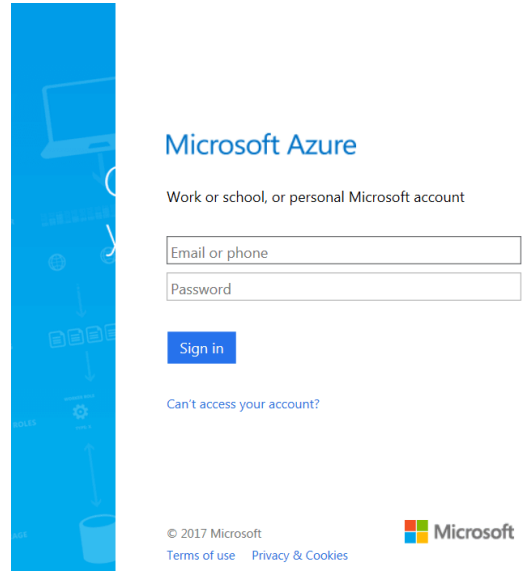 Microsoft Azure
Work or school, or personal Microsoft account
Email or phone
Password
Sign in
Can't access your account?
© 2017 Microsoft
Microsoft
Terms of use Privacy & Cookies